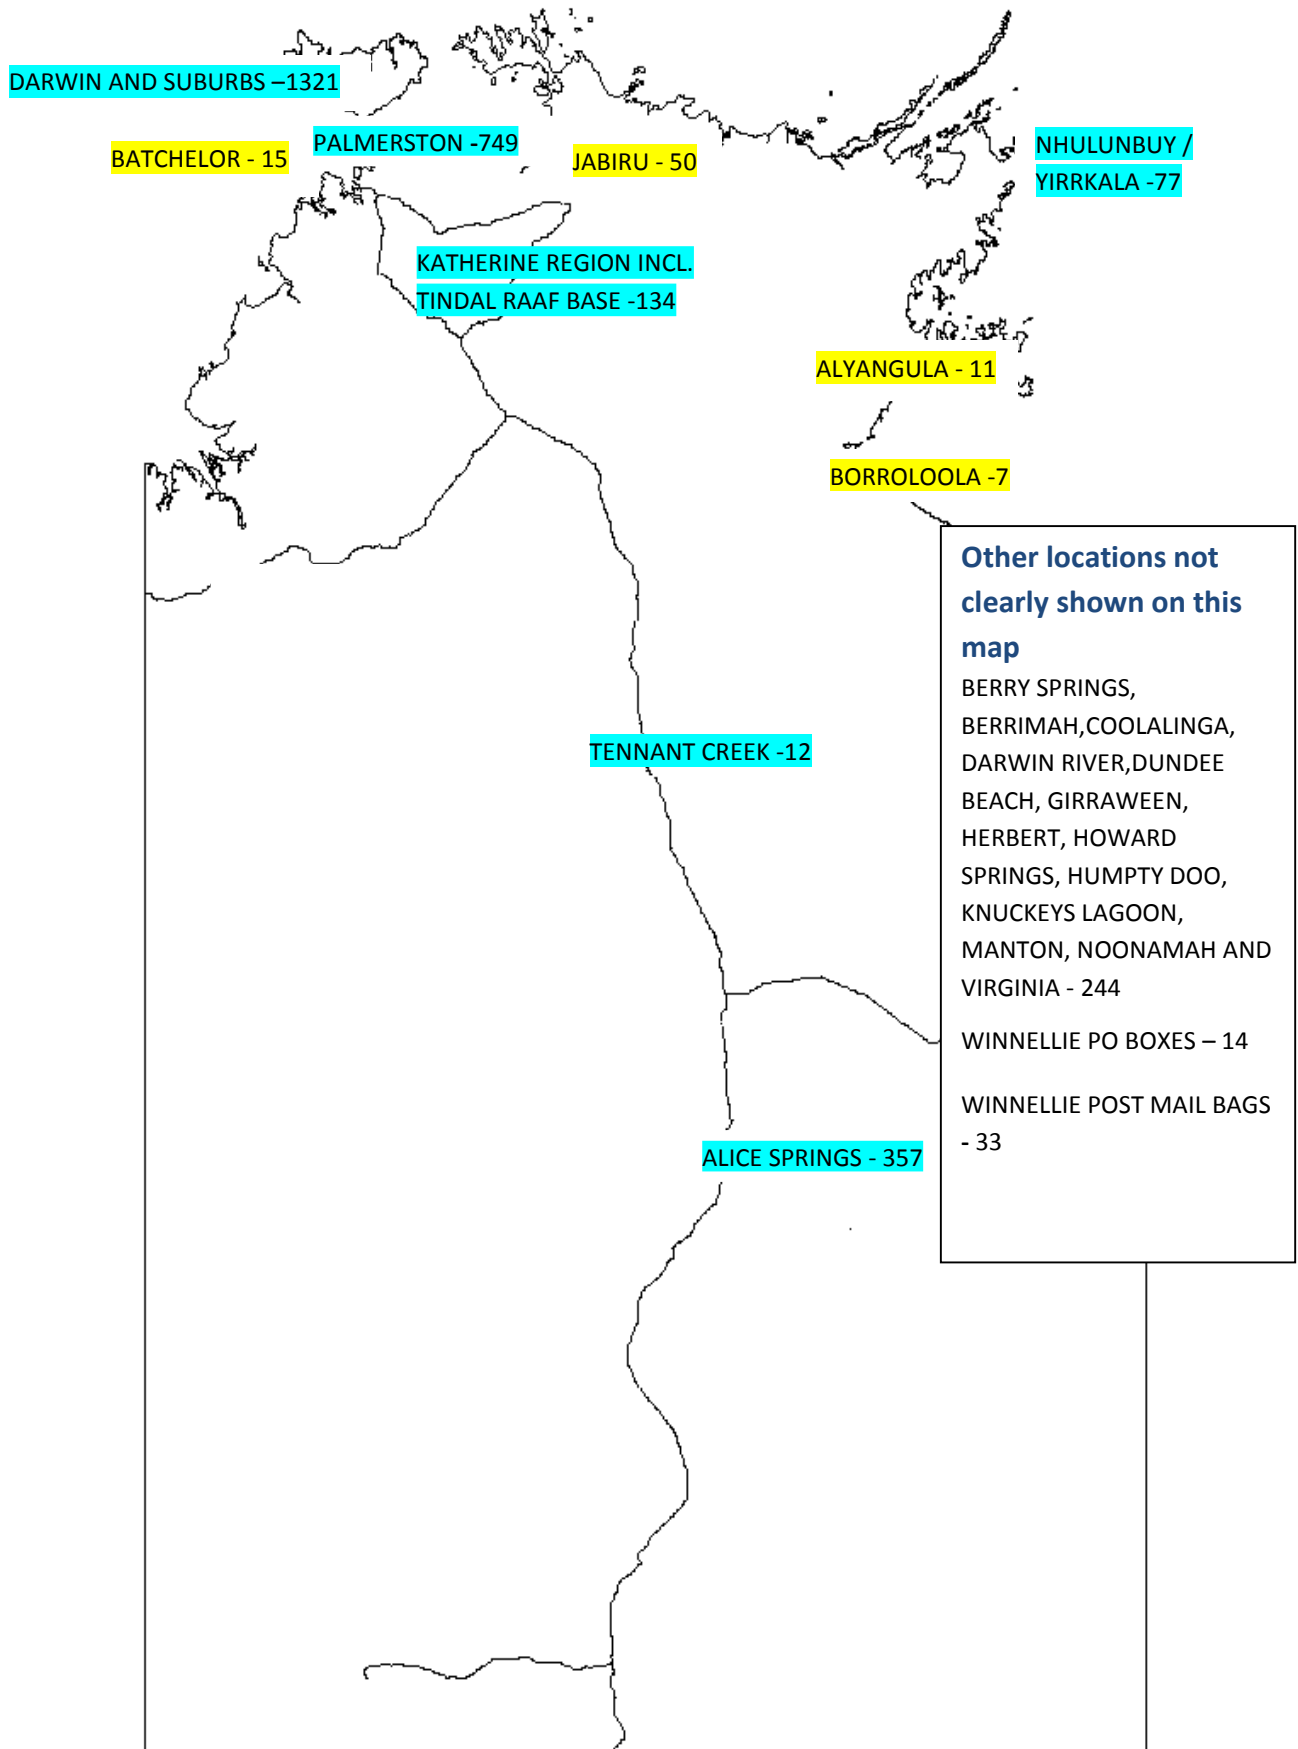 DARWIN AND SUBURBS –1321
PALMERSTON -749
BATCHELOR - 15
JABIRU - 50
NHULUNBUY /
YIRRKALA -77
KATHERINE REGION INCL.
TINDAL RAAF BASE -134
ALYANGULA - 11
BORROLOOLA -7
Other locations not
clearly shown on this
map
BERRY SPRINGS,
BERRIMAH,COOLALINGA,
DARWIN RIVER,DUNDEE
BEACH, GIRRAWEEN,
HERBERT, HOWARD
SPRINGS, HUMPTY DOO,
KNUCKEYS LAGOON,
MANTON, NOONAMAH AND
VIRGINIA - 244
WINNELLIE PO BOXES – 14
WINNELLIE POST MAIL BAGS
- 33
TENNANT CREEK -12
ALICE SPRINGS - 357